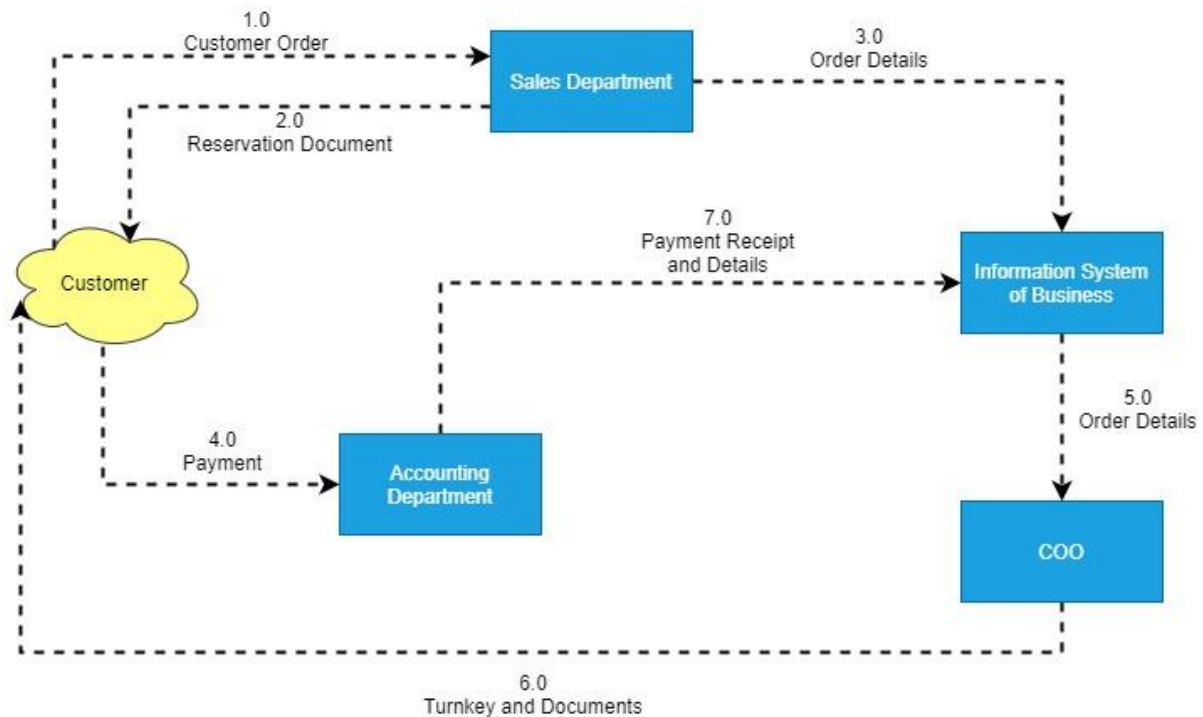 1.0
Customer Order
Sales Department
3.0
Order Details
2.0
Reservation Document
7.0
Payment Receipt
and Details
Customer
Information System
of Business
5.0
Order Details
4.0
Payment
Accounting
Department
COO
6.0
Turnkey and Documents